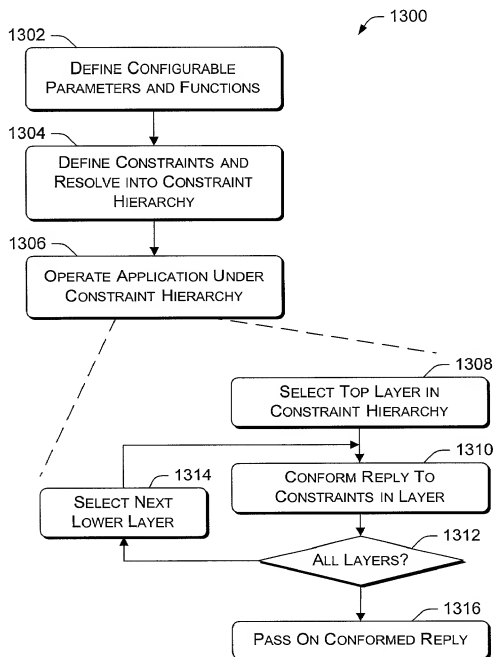 1300
1302
DEFINE CONFIGURABLE
PARAMETERS AND FUNCTIONS
1304
DEFINE CONSTRAINTS AND
RESOLVE INTO CONSTRAINT
HIERARCHY
1306
OPERATE APPLICATION UNDER
CONSTRAINT HIERARCHY
1308
SELECT TOP LAYER IN
CONSTRAINT HIERARCHY
1310
CONFORM REPLY TO
CONSTRAINTS IN LAYER
1314
SELECT NEXT
LOWER LAYER
1312
ALL LAYERS?
1316
PASS ON CONFORMED REPLY